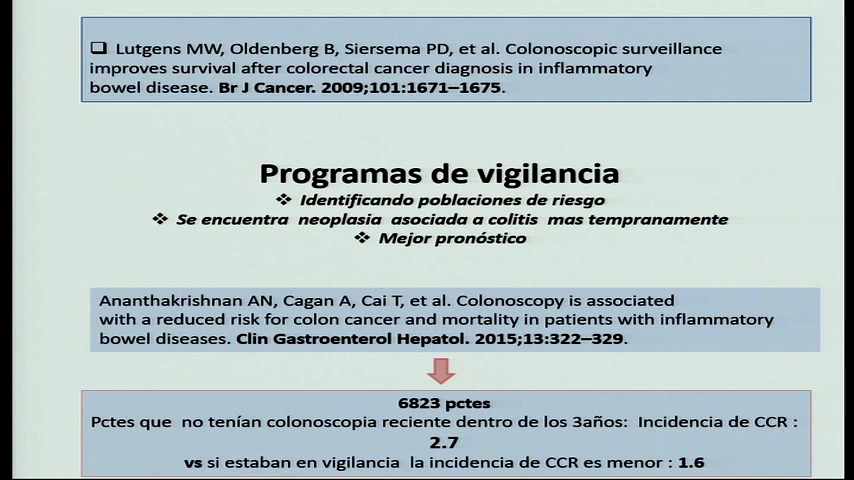 ❑ Lutgens MW, Oldenberg B, Siersema PD, et al. Colonoscopic surveillance
improves survival after colorectal cancer diagnosis in inflammatory
bowel disease. Br J Cancer. 2009;101:1671–1675.
Programas de vigilancia
❖ Identificando poblaciones de riesgo
❖ Se encuentra neoplasia asociada a colitis mas tempranamente
❖ Mejor pronóstico
Ananthakrishnan AN, Cagan A, Cai T, et al. Colonoscopy is associated
with a reduced risk for colon cancer and mortality in patients with inflammatory
bowel diseases. Clin Gastroenterol Hepatol. 2015;13:322–329.
6823 pctes
Pctes que no tenían colonoscopia reciente dentro de los 3años: Incidencia de CCR :
2.7
vs si estaban en vigilancia la incidencia de CCR es menor : 1.6